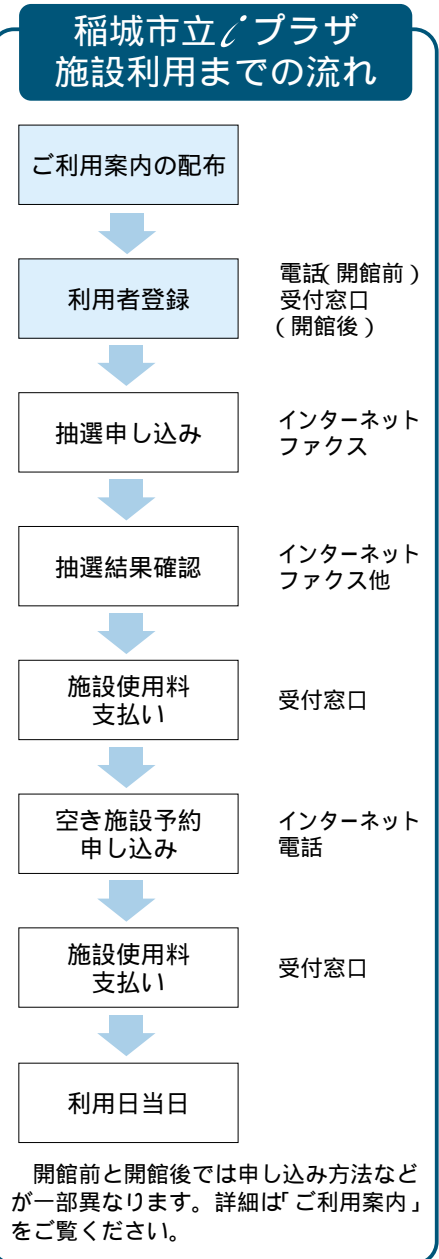 稲城市立iプラザ
施設利用までの流れ
ご利用案内の配布
利用者登録
電話(開館前)
受付窓口
(開館後)
抽選申し込み
インターネット
ファクス
抽選結果確認
インターネット
ファクス他
施設使用料
支払い
受付窓口
空き施設予約
申し込み
インターネット
電話
施設使用料
支払い
受付窓口
利用日当日
開館前と開館後では申し込み方法など
が一部異なります。詳細は「ご利用案内」
をご覧ください。